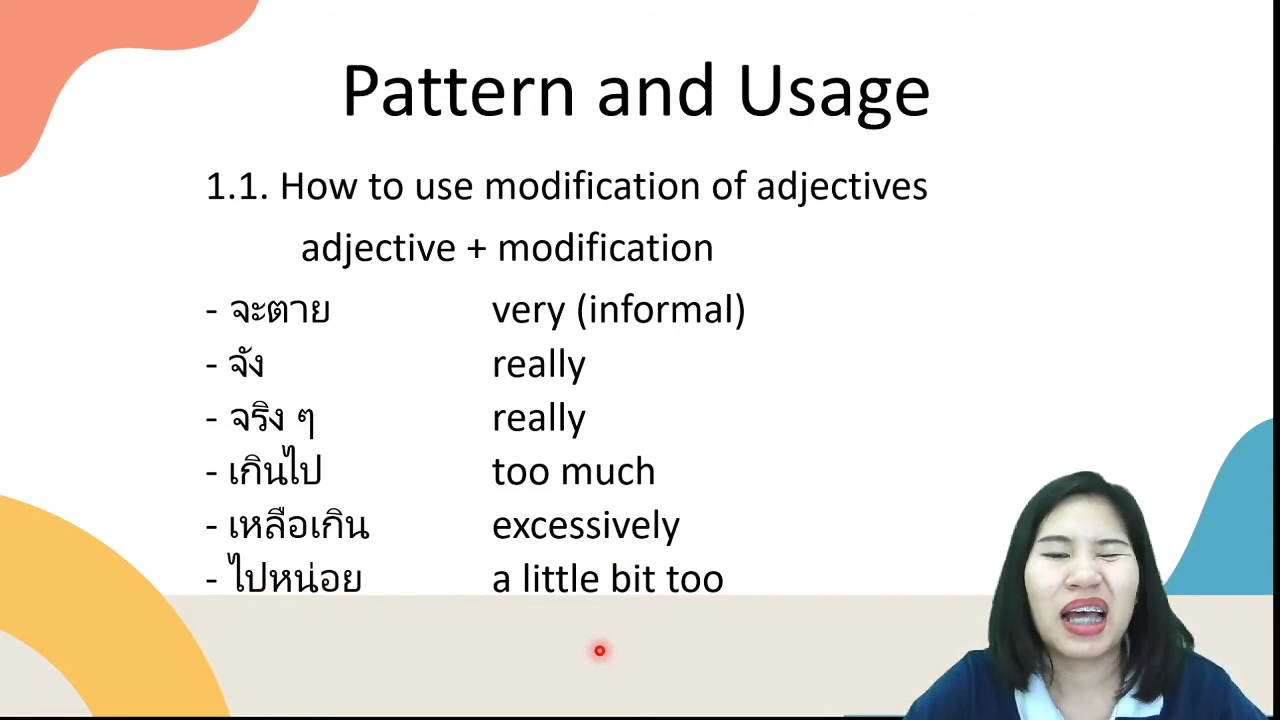 Pattern and Usage
1.1. How to use modification of adjectives
adjective + modification
- จะตาย very (informal)
- จัง really
- จริง ๆ really
- เกินไป too much
- เหลือเกิน excessively
- ไปหน่อย a little bit too